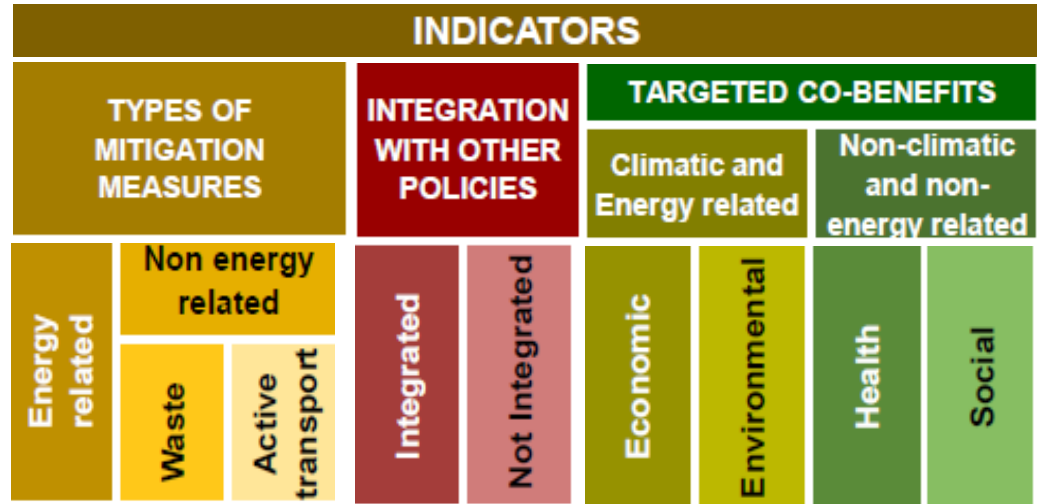 INDICATORS
TYPES OF
MITIGATION
MEASURES
INTEGRATION
WITH OTHER
POLICIES
TARGETED CO-BENEFITS
Climatic and
Energy related
Non-climatic
and non-
energy related
Energy
related
Non energy
related
Waste
Active
transport
Integrated
Not Integrated
Economic
Environmental
Health
Social